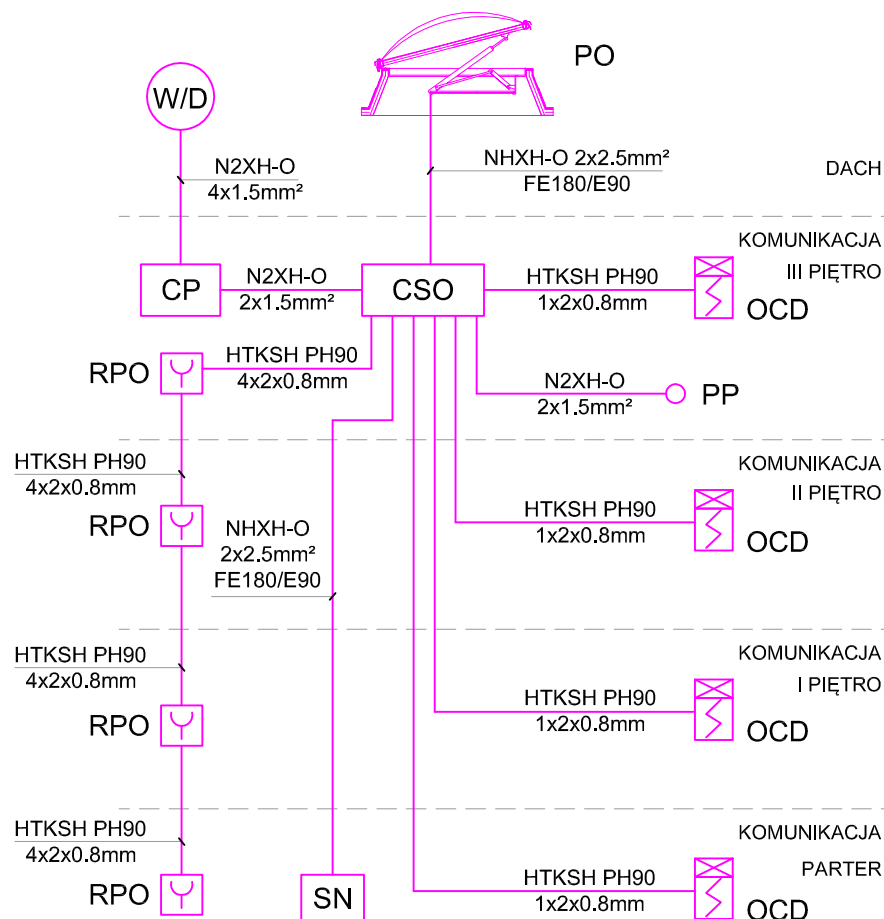 PO
W/D
N2XH-O
4x1.5mm²
NHXH-O 2x2.5mm²
FE180/E90
DACH
KOMUNIKACJA
III PIĘTRO
CP
N2XH-O
2x1.5mm²
CSO
HTKSH PH90
1x2x0.8mm
OCD
RPO
HTKSH PH90
4x2x0.8mm
N2XH-O
2x1.5mm²
PP
KOMUNIKACJA
II PIĘTRO
HTKSH PH90
4x2x0.8mm
RPO
NHXH-O
2x2.5mm²
FE180/E90
HTKSH PH90
1x2x0.8mm
OCD
KOMUNIKACJA
I PIĘTRO
HTKSH PH90
4x2x0.8mm
RPO
HTKSH PH90
1x2x0.8mm
OCD
KOMUNIKACJA
PARTER
HTKSH PH90
4x2x0.8mm
RPO
SN
HTKSH PH90
1x2x0.8mm
OCD